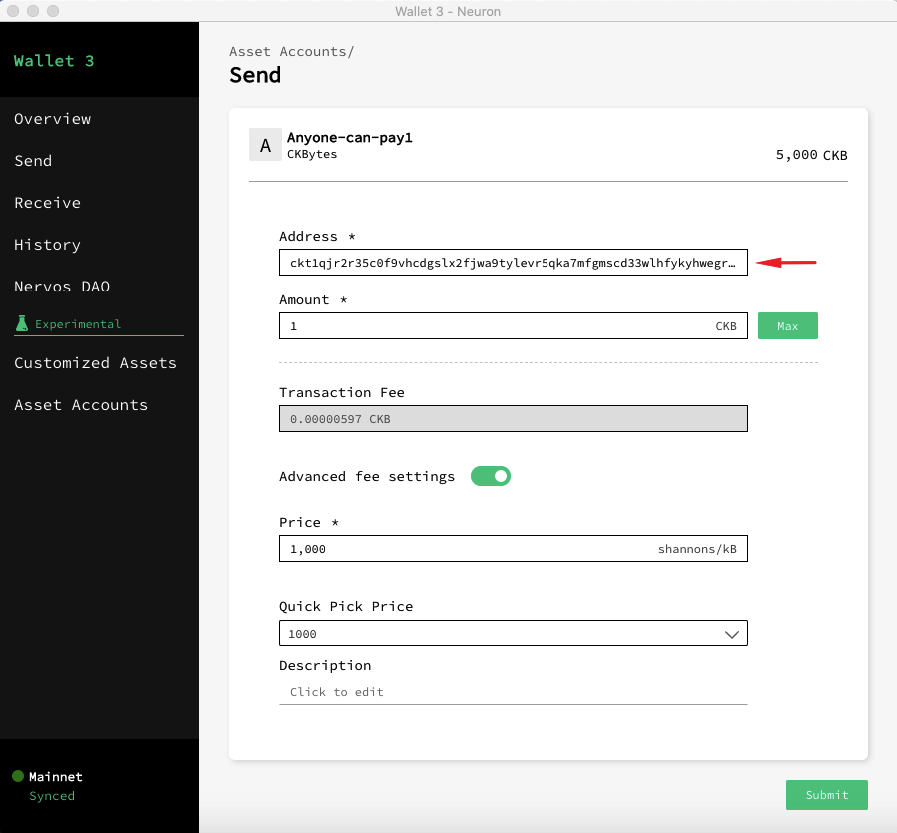 Wallet 3 - Neuron
Wallet 3
Overview
Send
Receive
History
Nervos DAO
Experimental
Customized Assets
Asset Accounts
Mainnet
Synced
Asset Accounts/
Send
A
Anyone-can-pay1
CKBytes
5,000 CKB
Address *
ckt1qjr2r35c0f9vhcdgslx2fjwa9tylevr5qka7mfgmscd33wlhfykyhwegr…
Amount *
1 CKB
Max
Transaction Fee
0.00000597 CKB
Advanced fee settings
Price *
1,000 shannons/kB
Quick Pick Price
1000
Description
Click to edit
Submit